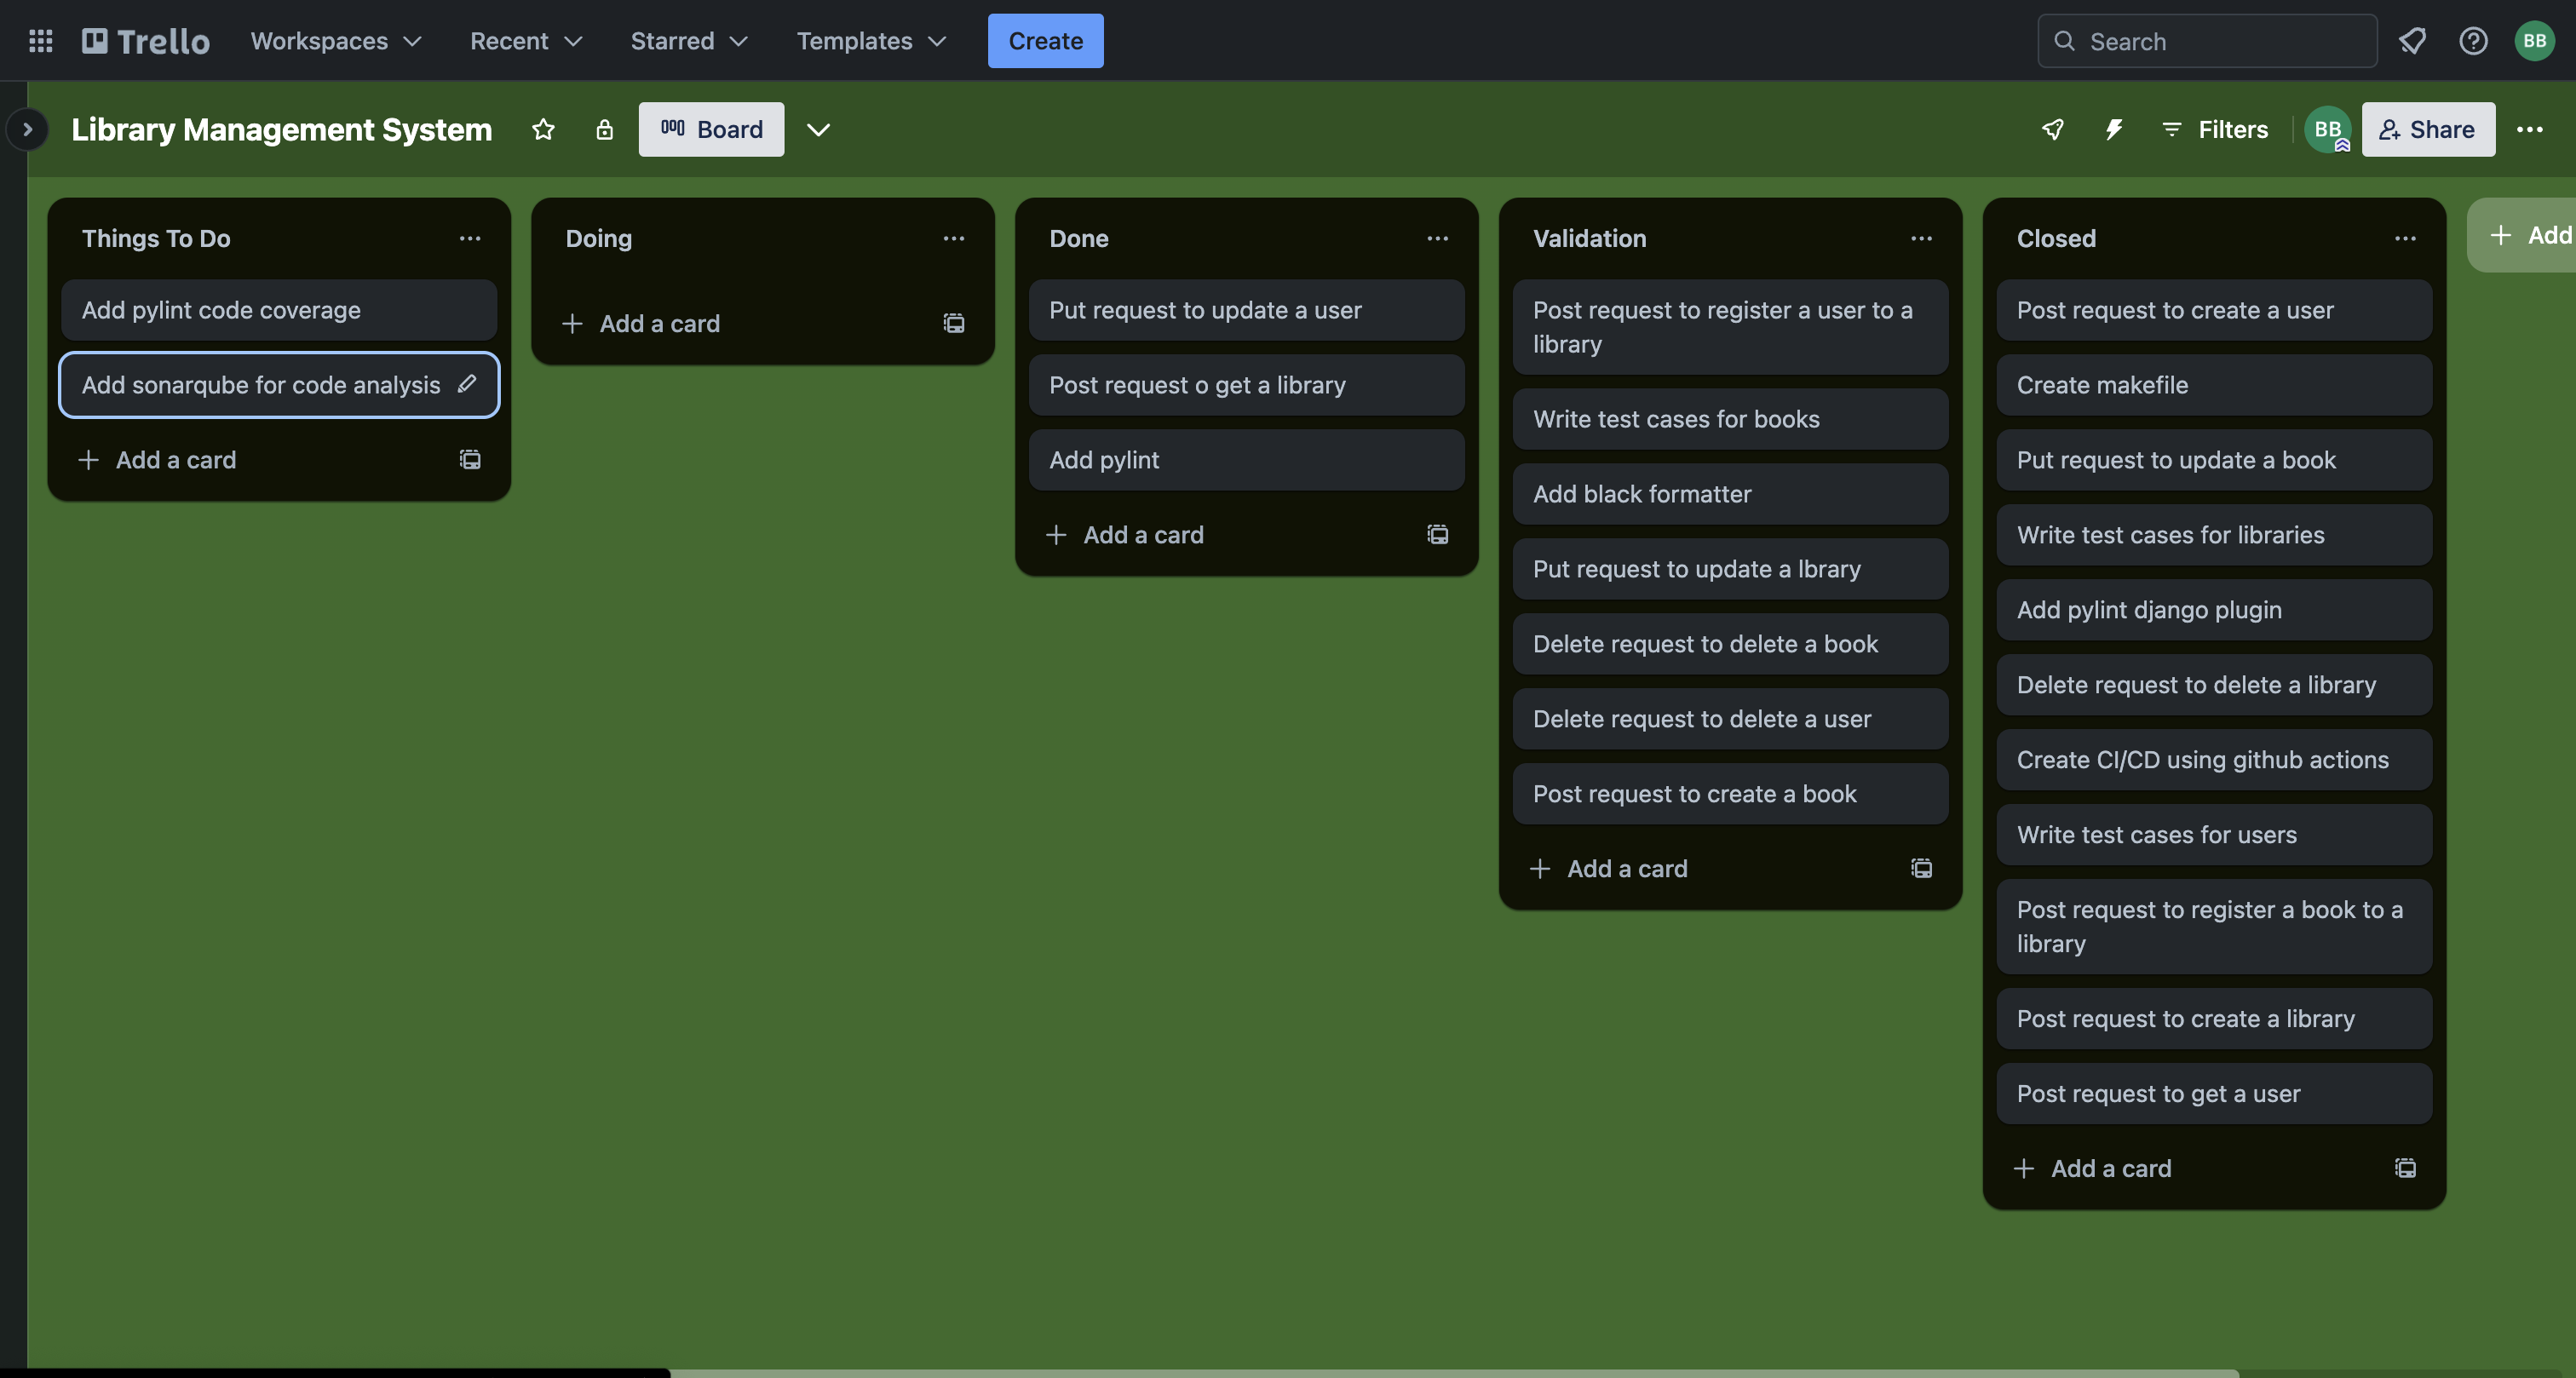 Trello
Workspaces
Recent
Starred
Templates
Create
Search
BB
Library Management System
Board
Filters
BB
Share
Things To Do
Add pylint code coverage
Add sonarqube for code analysis
Add a card
Doing
Add a card
Done
Put request to update a user
Post request o get a library
Add pylint
Add a card
Validation
Post request to register a user to a
library
Write test cases for books
Add black formatter
Put request to update a lbrary
Delete request to delete a book
Delete request to delete a user
Post request to create a book
Add a card
Closed
Post request to create a user
Create makefile
Put request to update a book
Write test cases for libraries
Add pylint django plugin
Delete request to delete a library
Create CI/CD using github actions
Write test cases for users
Post request to register a book to a
library
Post request to create a library
Post request to get a user
Add a card
Add